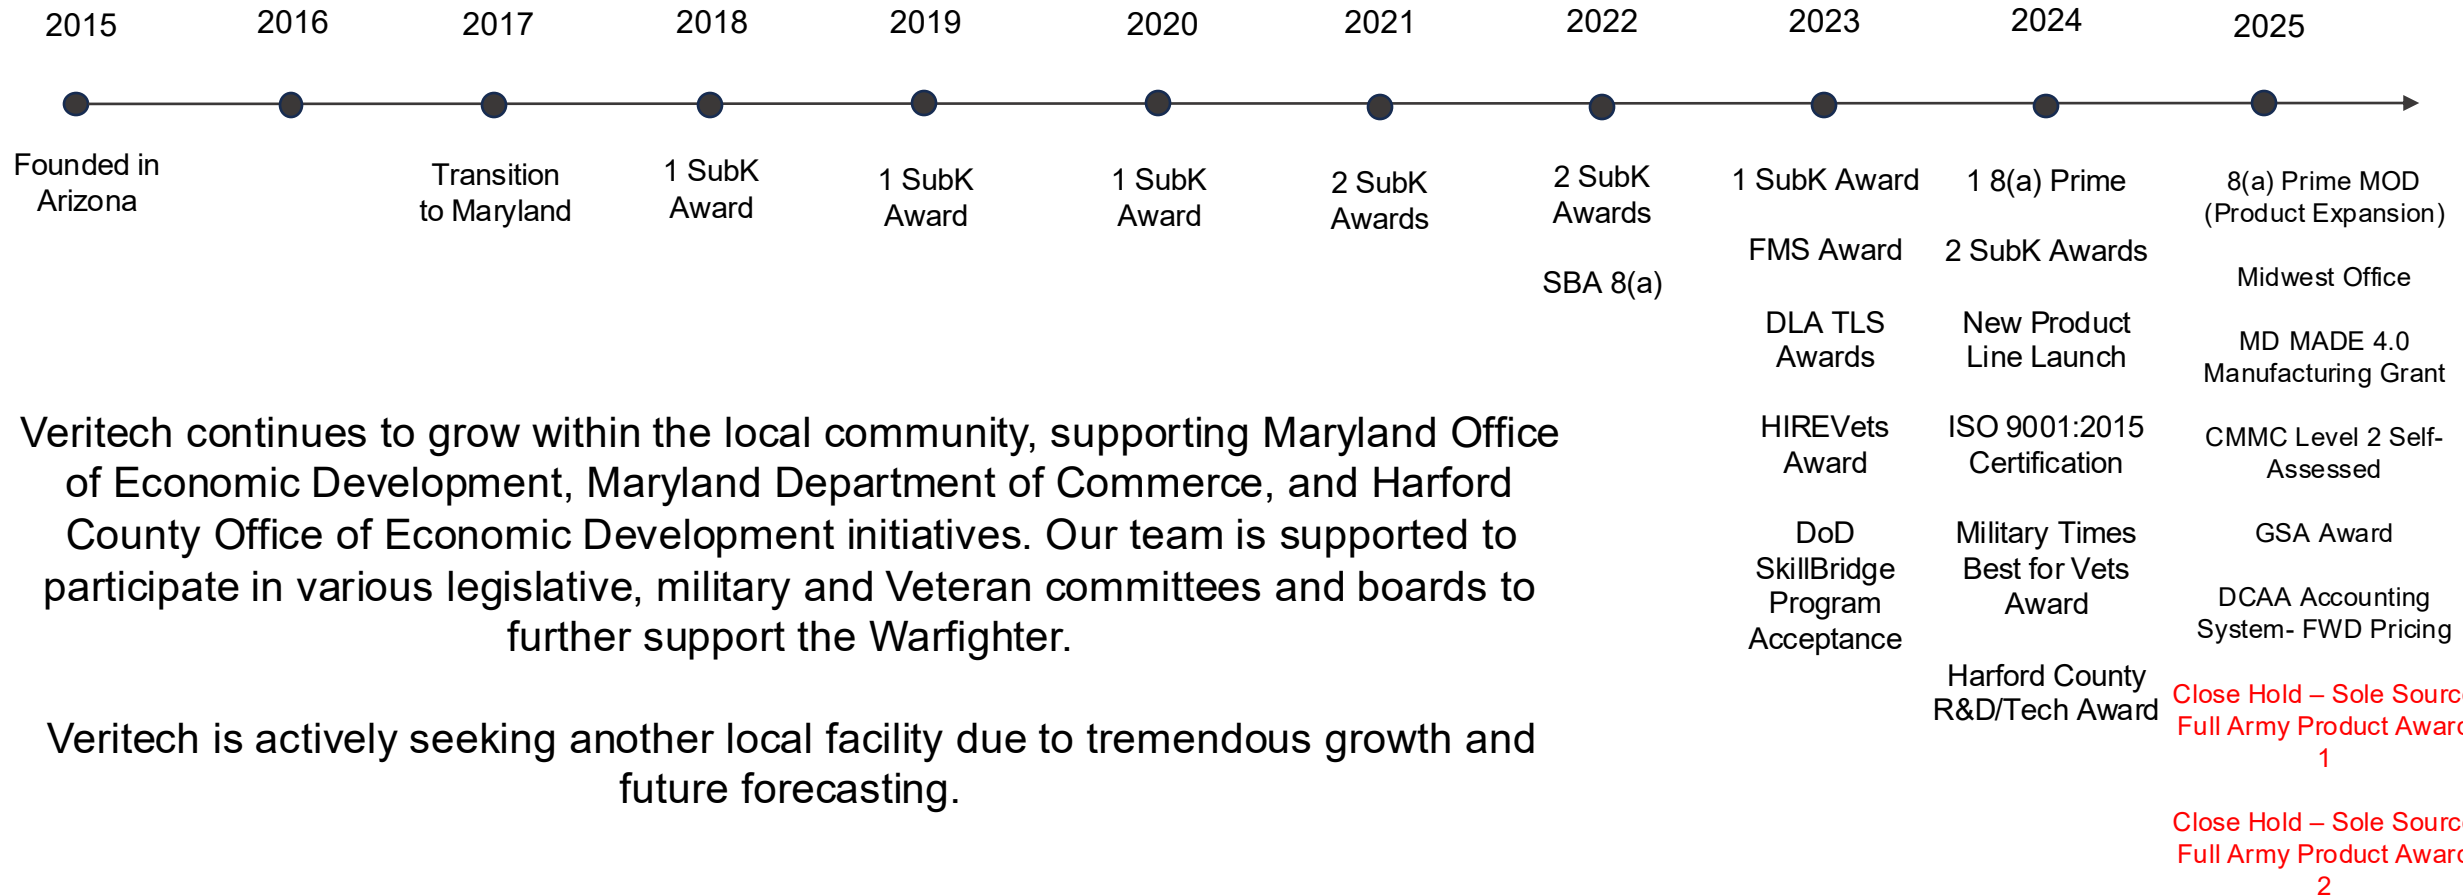 2015
2016
2017
2018
2019
2020
2021
2022
2023
2024
2025
Founded in
Arizona
Transition
to Maryland
1 SubK
Award
1 SubK
Award
1 SubK
Award
2 SubK
Awards
2 SubK
Awards
SBA 8(a)
1 SubK Award
FMS Award
DLA TLS
Awards
HIREVets
Award
DoD
SkillBridge
Program
Acceptance
1 8(a) Prime
2 SubK Awards
New Product
Line Launch
ISO 9001:2015
Certification
Military Times
Best for Vets
Award
Harford County
R&D/Tech Award
8(a) Prime MOD
(Product Expansion)
Midwest Office
MD MADE 4.0
Manufacturing Grant
CMMC Level 2 Self-
Assessed
GSA Award
DCAA Accounting
System- FWD Pricing
Close Hold – Sole Source
Full Army Product Award
1
Close Hold – Sole Source
Full Army Product Award
2
Veritech continues to grow within the local community, supporting Maryland Office
of Economic Development, Maryland Department of Commerce, and Harford
County Office of Economic Development initiatives. Our team is supported to
participate in various legislative, military and Veteran committees and boards to
further support the Warfighter.
Veritech is actively seeking another local facility due to tremendous growth and
future forecasting.